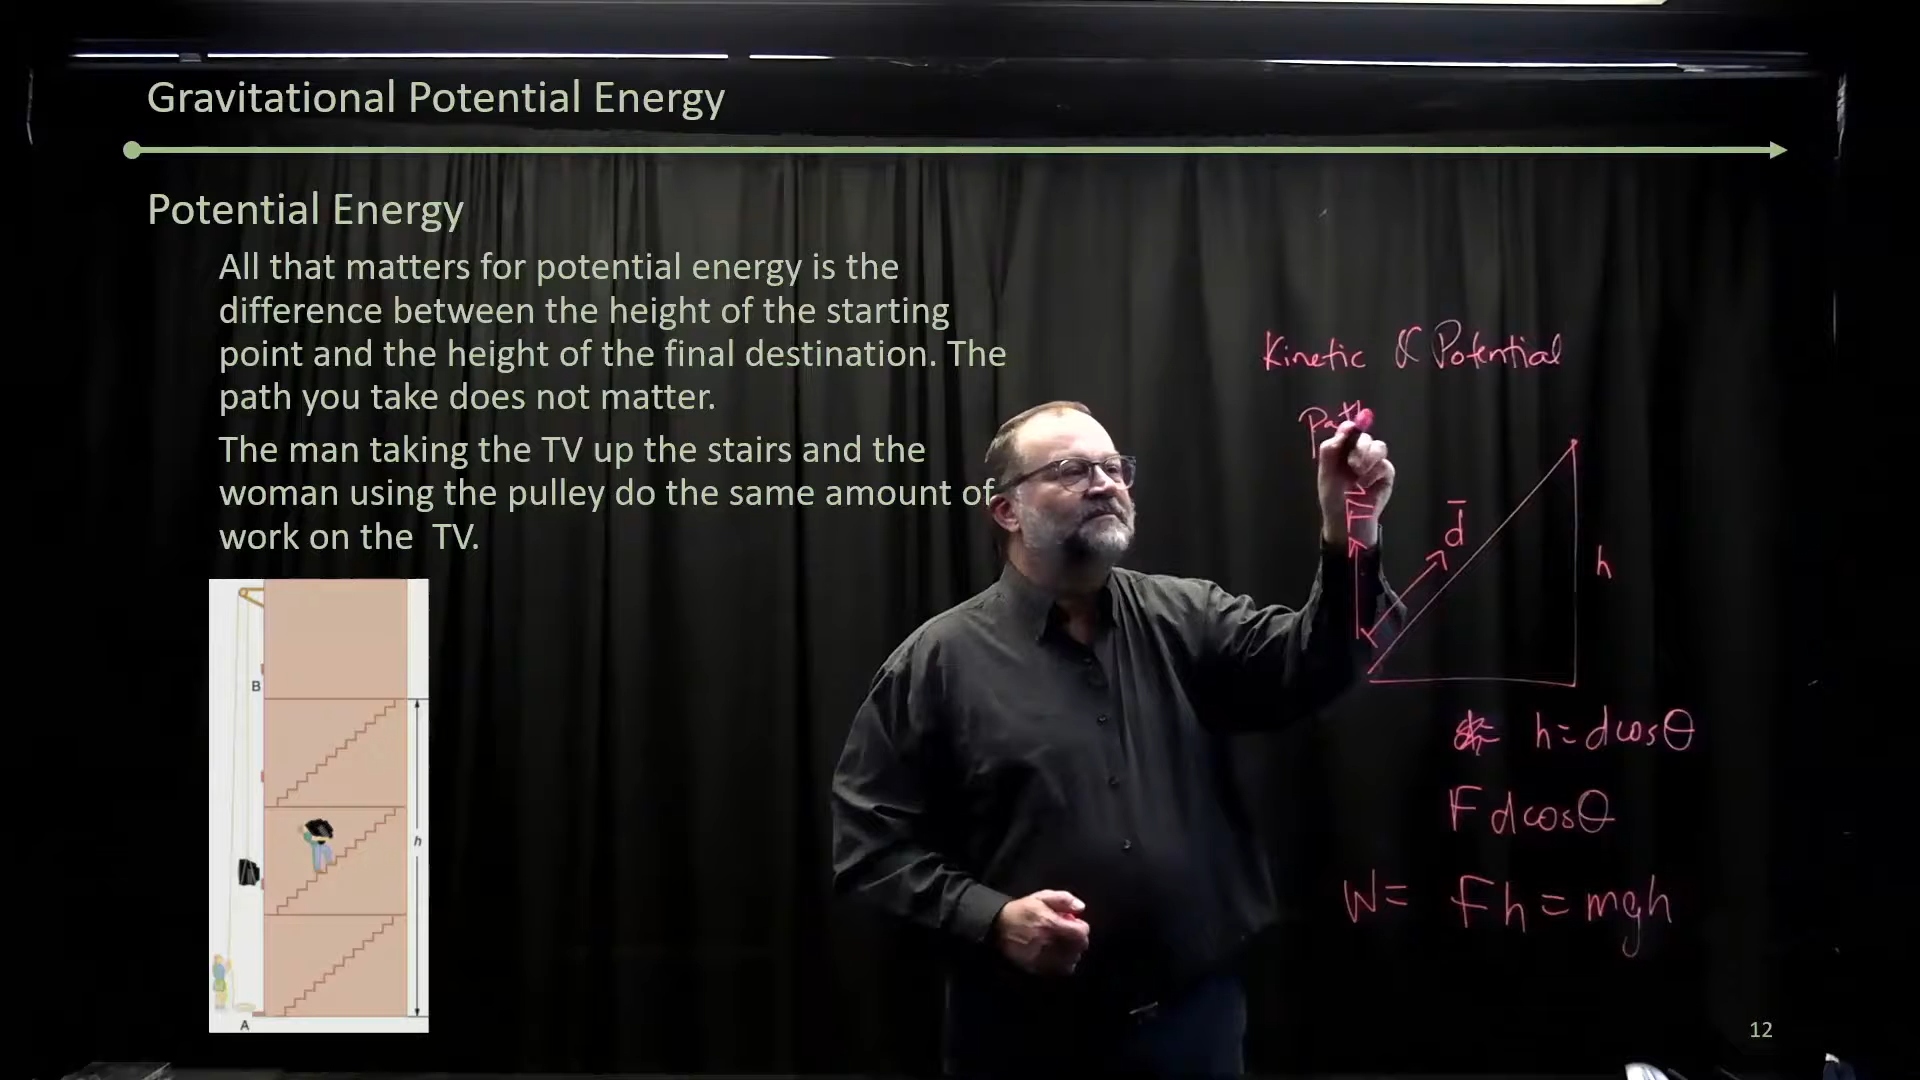 Gravitational Potential Energy
Potential Energy
All that matters for potential energy is the
difference between the height of the starting
point and the height of the final destination. The
path you take does not matter.
The man taking the TV up the stairs and the
woman using the pulley do the same amount of
work on the TV.
B
h
A
Kinetic & Potential
Path
d
h
h = d cos θ
F d cos θ
W = Fh = mgh
12